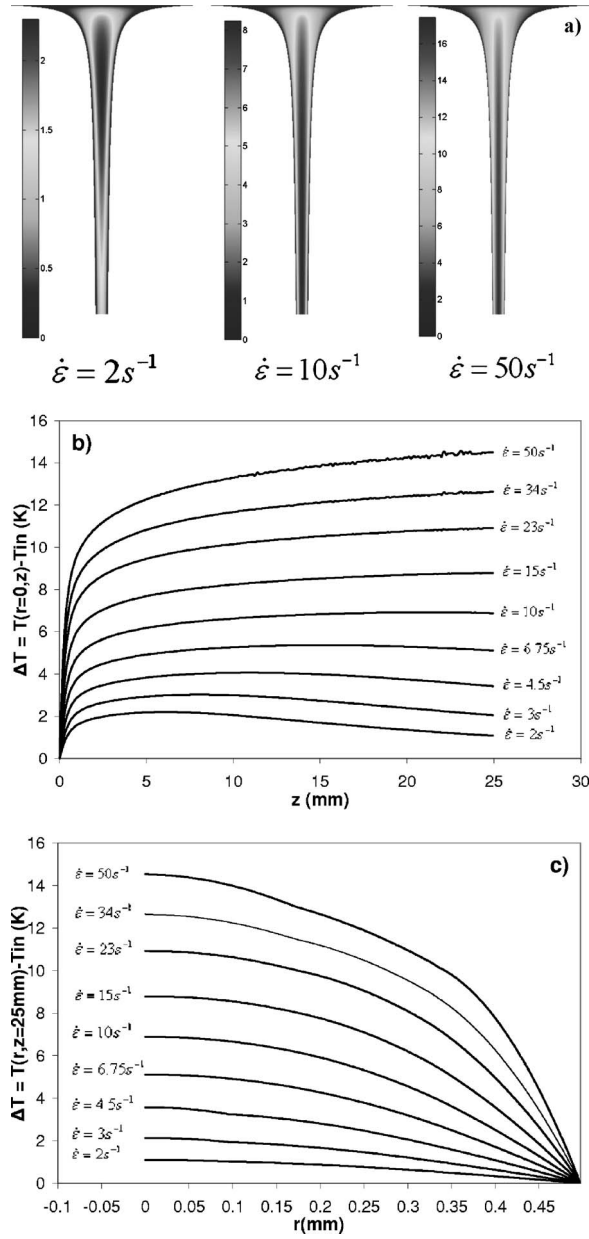 a)
2
1.5
1
0.5
0
8
7
6
5
4
3
2
1
0
16
14
12
10
8
6
4
2
0
ε̇ = 2s⁻¹
ε̇ = 10s⁻¹
ε̇ = 50s⁻¹
b)
ΔT = T(r=0,z)-Tin (K)
16
14
12
10
8
6
4
2
0
ε̇ = 50s⁻¹
ε̇ = 34s⁻¹
ε̇ = 23s⁻¹
ε̇ = 15s⁻¹
ε̇ = 10s⁻¹
ε̇ = 6.75s⁻¹
ε̇ = 4.5s⁻¹
ε̇ = 3s⁻¹
ε̇ = 2s⁻¹
0 5 10 15 20 25 30
z (mm)
c)
ΔT = T(r,z=25mm)-Tin (K)
16
14
12
10
8
6
4
2
0
ε̇ = 50s⁻¹
ε̇ = 34s⁻¹
ε̇ = 23s⁻¹
ε̇ = 15s⁻¹
ε̇ = 10s⁻¹
ε̇ = 6.75s⁻¹
ε̇ = 4.5s⁻¹
ε̇ = 3s⁻¹
ε̇ = 2s⁻¹
-0.1 -0.05 0 0.05 0.1 0.15 0.2 0.25 0.3 0.35 0.4 0.45
r(mm)